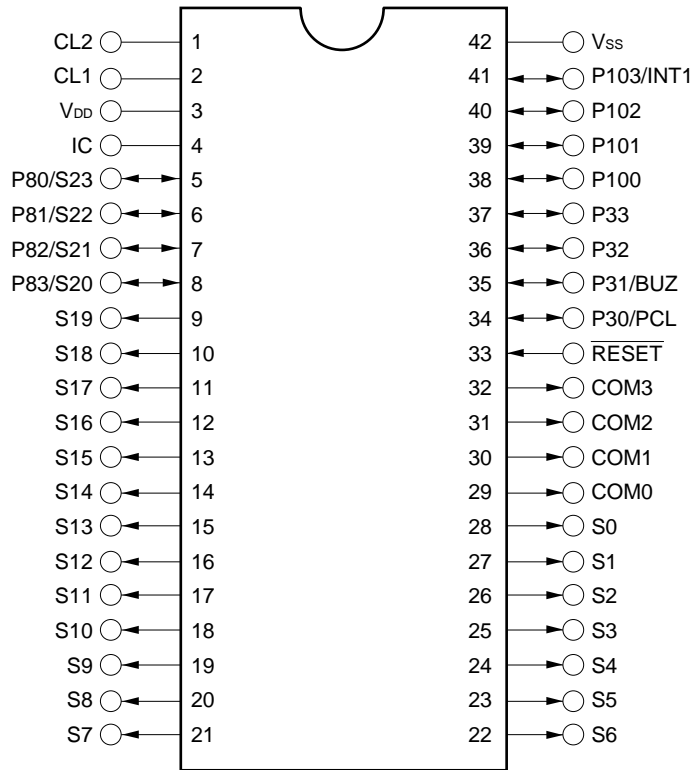 CL2 1 42 VSS
CL1 2 41 P103/INT1
VDD 3 40 P102
IC 4 39 P101
P80/S23 5 38 P100
P81/S22 6 37 P33
P82/S21 7 36 P32
P83/S20 8 35 P31/BUZ
S19 9 34 P30/PCL
S18 10 33 RESET
S17 11 32 COM3
S16 12 31 COM2
S15 13 30 COM1
S14 14 29 COM0
S13 15 28 S0
S12 16 27 S1
S11 17 26 S2
S10 18 25 S3
S9 19 24 S4
S8 20 23 S5
S7 21 22 S6